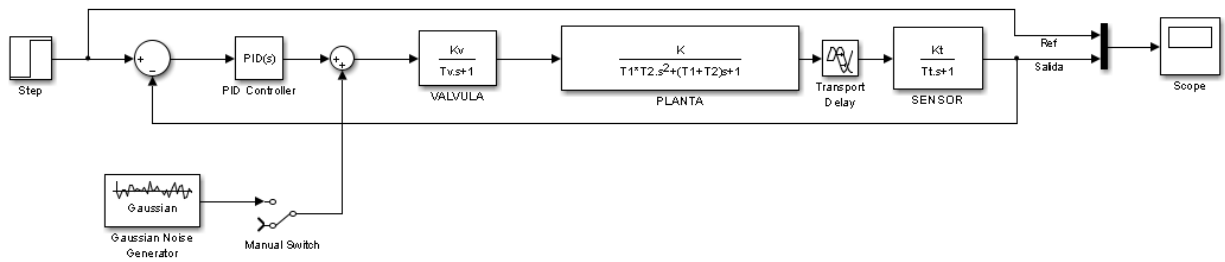 Step
+
−
PID(s)
PID Controller
+
+
Kv
Tv.s+1
VALVULA
K
T1*T2.s²+(T1+T2)s+1
PLANTA
Transport
Delay
Kt
Tt.s+1
SENSOR
Ref
Salida
Scope
Gaussian
Gaussian Noise
Generator
Manual Switch